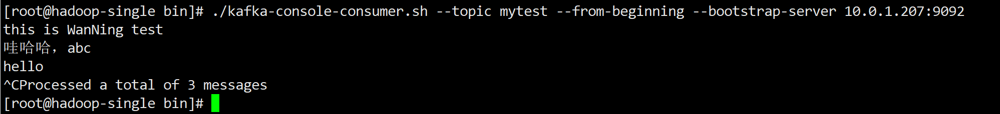 [root@hadoop-single bin]# ./kafka-console-consumer.sh --topic mytest --from-beginning --bootstrap-server 10.0.1.207:9092
this is WanNing test
哇哈哈，abc
hello
^CProcessed a total of 3 messages
[root@hadoop-single bin]#